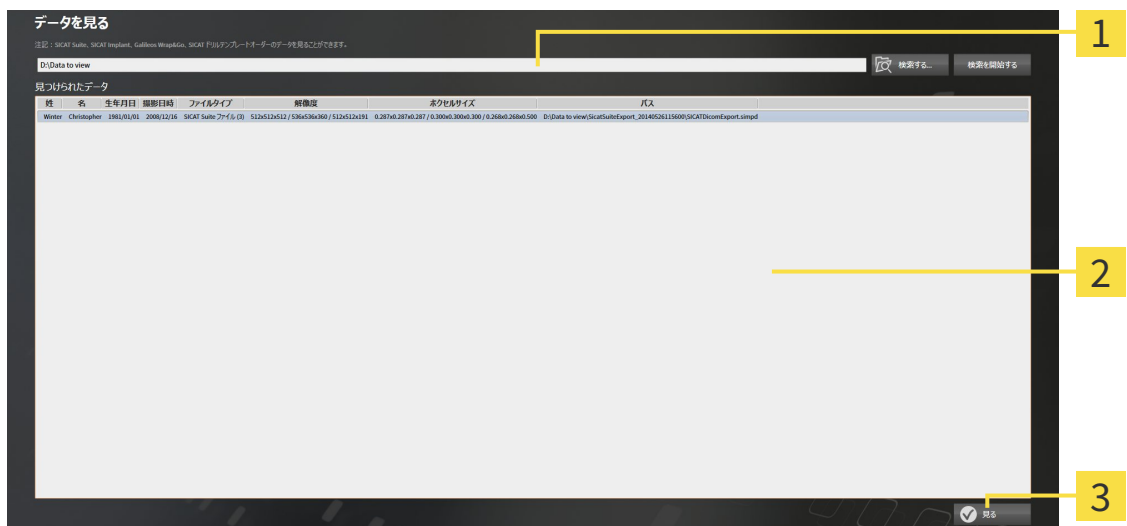 データを見る
注記：SICAT Suite, SICAT Implant, Galileos Wrap&Go, SICAT ドリルテンプレートオーダーのデータを見ることができます。
D:\Data to view 検索する... 検索を開始する
見つけられたデータ
姓 名 生年月日 撮影日時 ファイルタイプ 解像度 ボクセルサイズ パス
Winter Christopher 1981/01/01 2008/12/16 SICAT Suite ファイル (3) 512x512x512 / 536x536x360 / 512x512x191 0.287x0.287x0.287 / 0.300x0.300x0.300 / 0.268x0.268x0.500 D:\Data to view\SicatSuiteExport_20140526115600\SICATDicomExport.simpd
見る
1
2
3